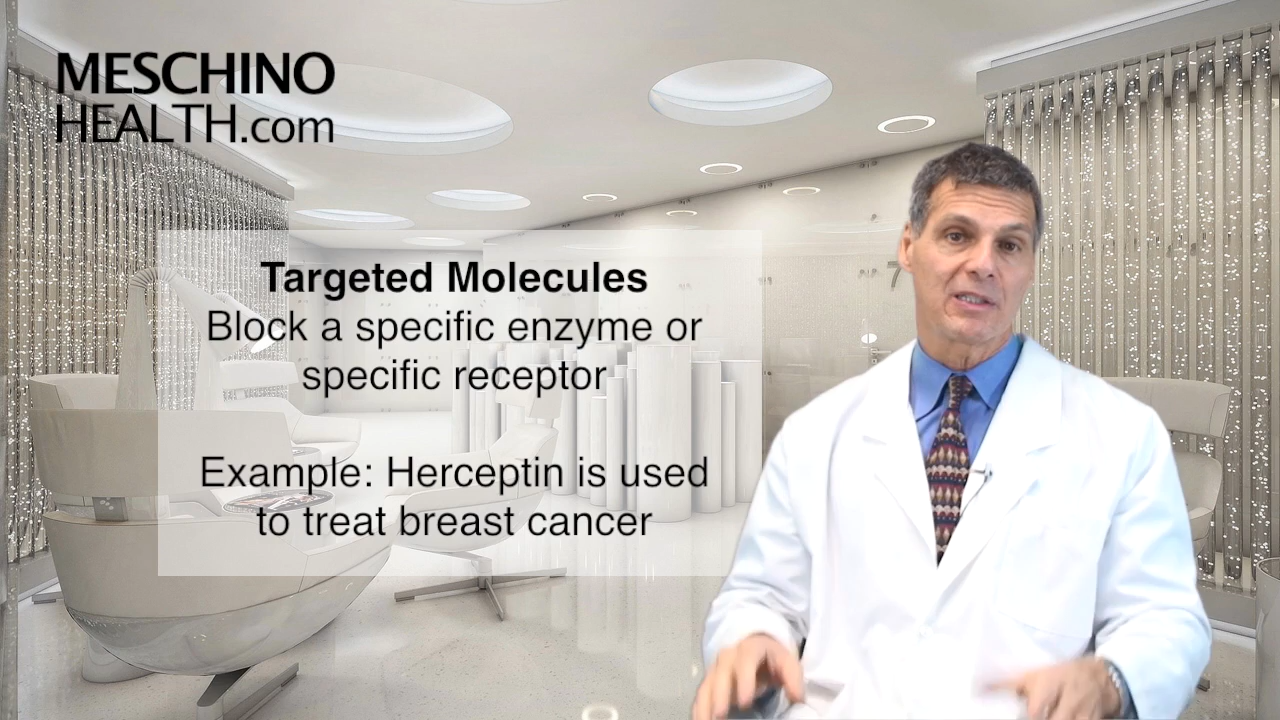 MESCHINO
HEALTH.com
Targeted Molecules
Block a specific enzyme or
specific receptor
Example: Herceptin is used
to treat breast cancer
7